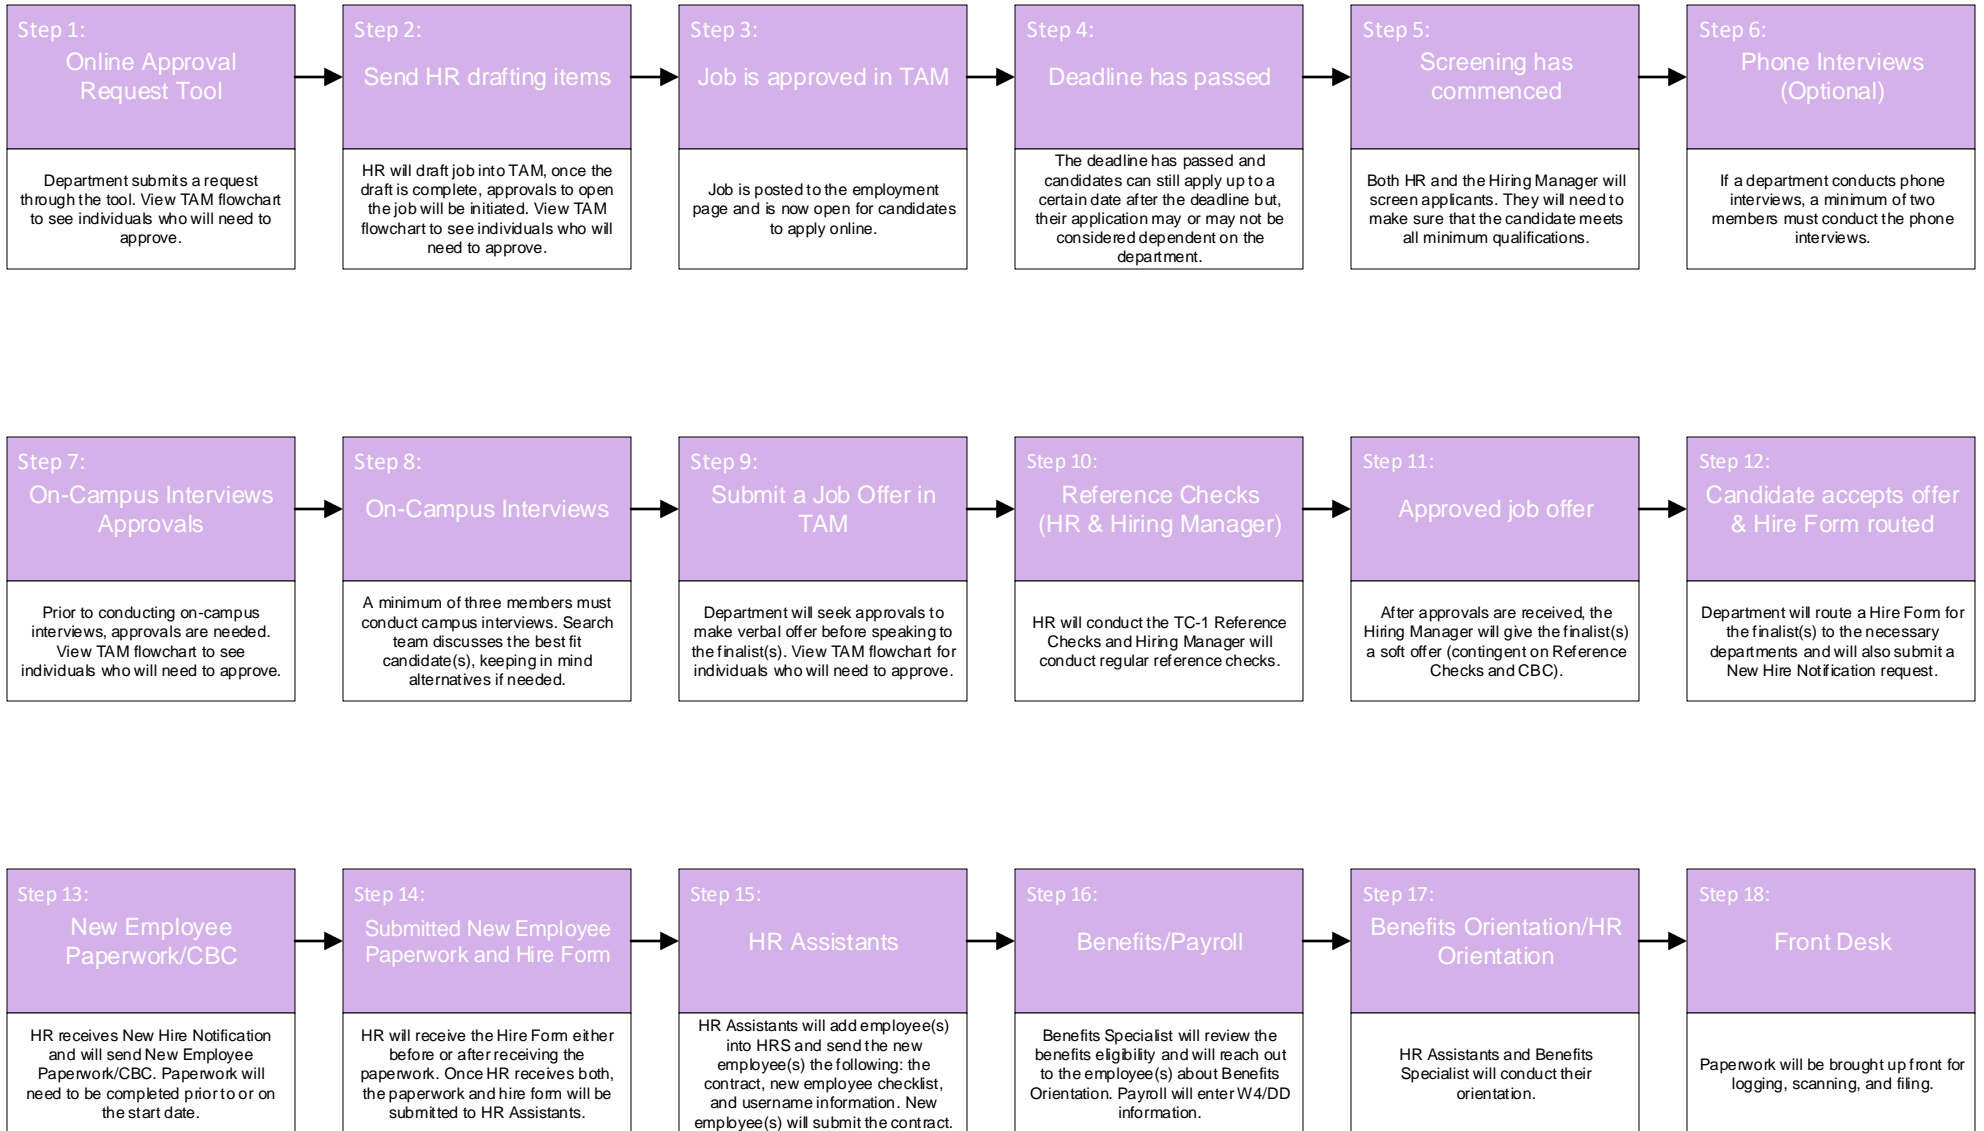 Step 1:
Online Approval
Request Tool
Department submits a request
through the tool. View TAM flowchart
to see individuals who will need to
approve.
Step 2:
Send HR drafting items
HR will draft job into TAM, once the
draft is complete, approvals to open
the job will be initiated. View TAM
flowchart to see individuals who will
need to approve.
Step 3:
Job is approved in TAM
Job is posted to the employment
page and is now open for candidates
to apply online.
Step 4:
Deadline has passed
The deadline has passed and
candidates can still apply up to a
certain date after the deadline but,
their application may or may not be
considered dependent on the
department.
Step 5:
Screening has
commenced
Both HR and the Hiring Manager will
screen applicants. They will need to
make sure that the candidate meets
all minimum qualifications.
Step 6:
Phone Interviews
(Optional)
If a department conducts phone
interviews, a minimum of two
members must conduct the phone
interviews.
Step 7:
On-Campus Interviews
Approvals
Prior to conducting on-campus
interviews, approvals are needed.
View TAM flowchart to see
individuals who will need to approve.
Step 8:
On-Campus Interviews
A minimum of three members must
conduct campus interviews. Search
team discusses the best fit
candidate(s), keeping in mind
alternatives if needed.
Step 9:
Submit a Job Offer in
TAM
Department will seek approvals to
make verbal offer before speaking to
the finalist(s). View TAM flowchart for
individuals who will need to approve.
Step 10:
Reference Checks
(HR & Hiring Manager)
HR will conduct the TC-1 Reference
Checks and Hiring Manager will
conduct regular reference checks.
Step 11:
Approved job offer
After approvals are received, the
Hiring Manager will give the finalist(s)
a soft offer (contingent on Reference
Checks and CBC).
Step 12:
Candidate accepts offer
& Hire Form routed
Department will route a Hire Form for
the finalist(s) to the necessary
departments and will also submit a
New Hire Notification request.
Step 13:
New Employee
Paperwork/CBC
HR receives New Hire Notification
and will send New Employee
Paperwork/CBC. Paperwork will
need to be completed prior to or on
the start date.
Step 14:
Submitted New Employee
Paperwork and Hire Form
HR will receive the Hire Form either
before or after receiving the
paperwork. Once HR receives both,
the paperwork and hire form will be
submitted to HR Assistants.
Step 15:
HR Assistants
HR Assistants will add employee(s)
into HRS and send the new
employee(s) the following: the
contract, new employee checklist,
and username information. New
employee(s) will submit the contract.
Step 16:
Benefits/Payroll
Benefits Specialist will review the
benefits eligibility and will reach out
to the employee(s) about Benefits
Orientation. Payroll will enter W4/DD
information.
Step 17:
Benefits Orientation/HR
Orientation
HR Assistants and Benefits
Specialist will conduct their
orientation.
Step 18:
Front Desk
Paperwork will be brought up front for
logging, scanning, and filing.